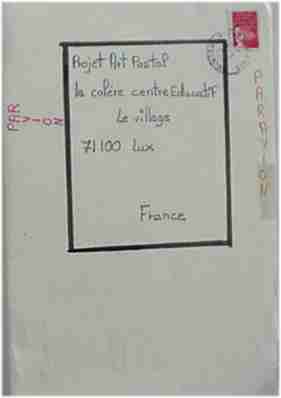 Projet Art Postal
la colère centre Educatif
Le village
71100 Lux
France
PAR
AVION
PAR AVION